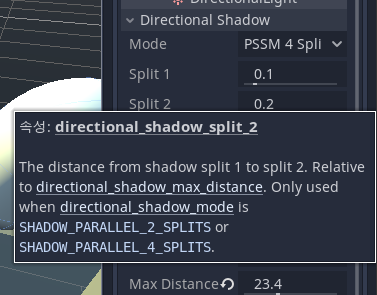 DirectionalLight
Directional Shadow
Mode PSSM 4 Spli
Split 1 0.1
Split 2 0.2
속성: directional_shadow_split_2
The distance from shadow split 1 to split 2. Relative
to directional_shadow_max_distance. Only used
when directional_shadow_mode is
SHADOW_PARALLEL_2_SPLITS or
SHADOW_PARALLEL_4_SPLITS.
Max Distance 23.4